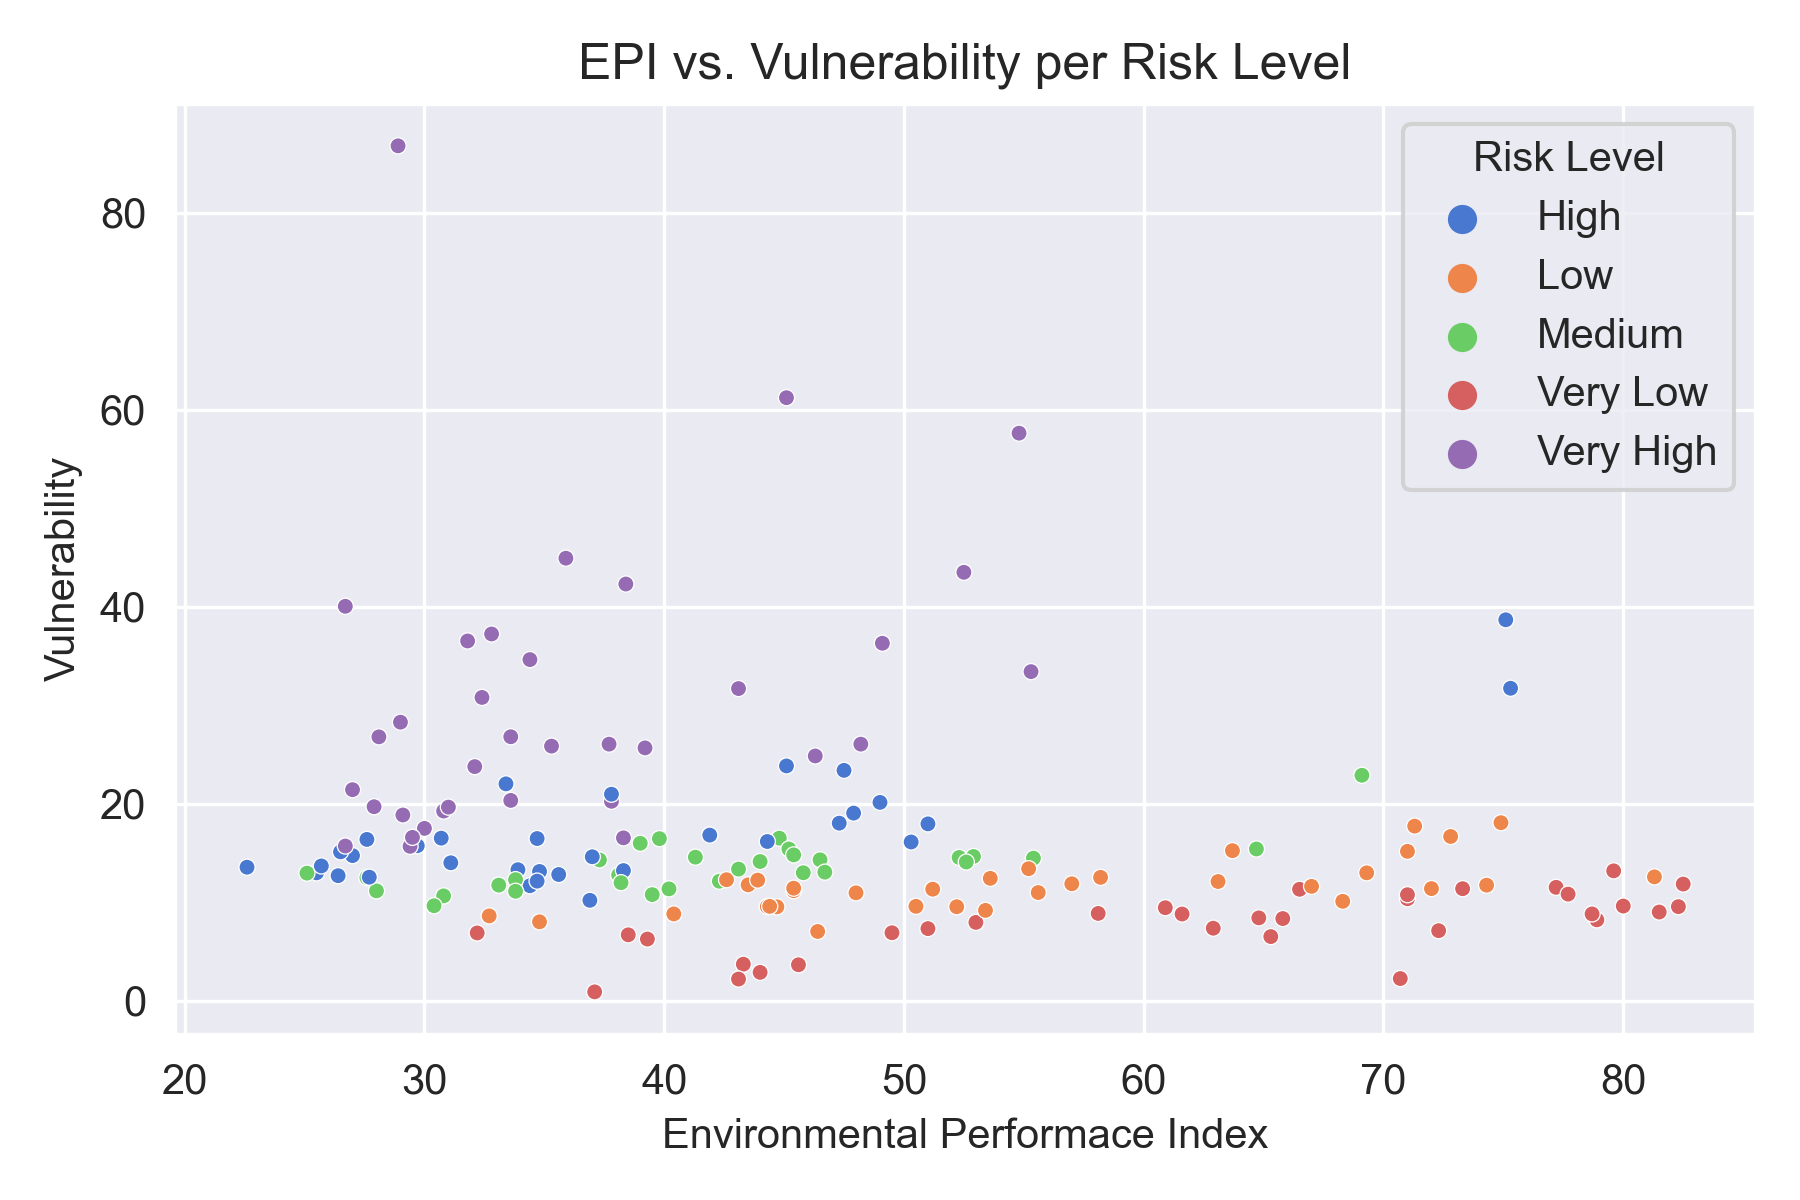 EPI vs. Vulnerability per Risk Level
Risk Level
High
Low
Medium
Very Low
Very High
Vulnerability
80
60
40
20
0
20 30 40 50 60 70 80
Environmental Performace Index